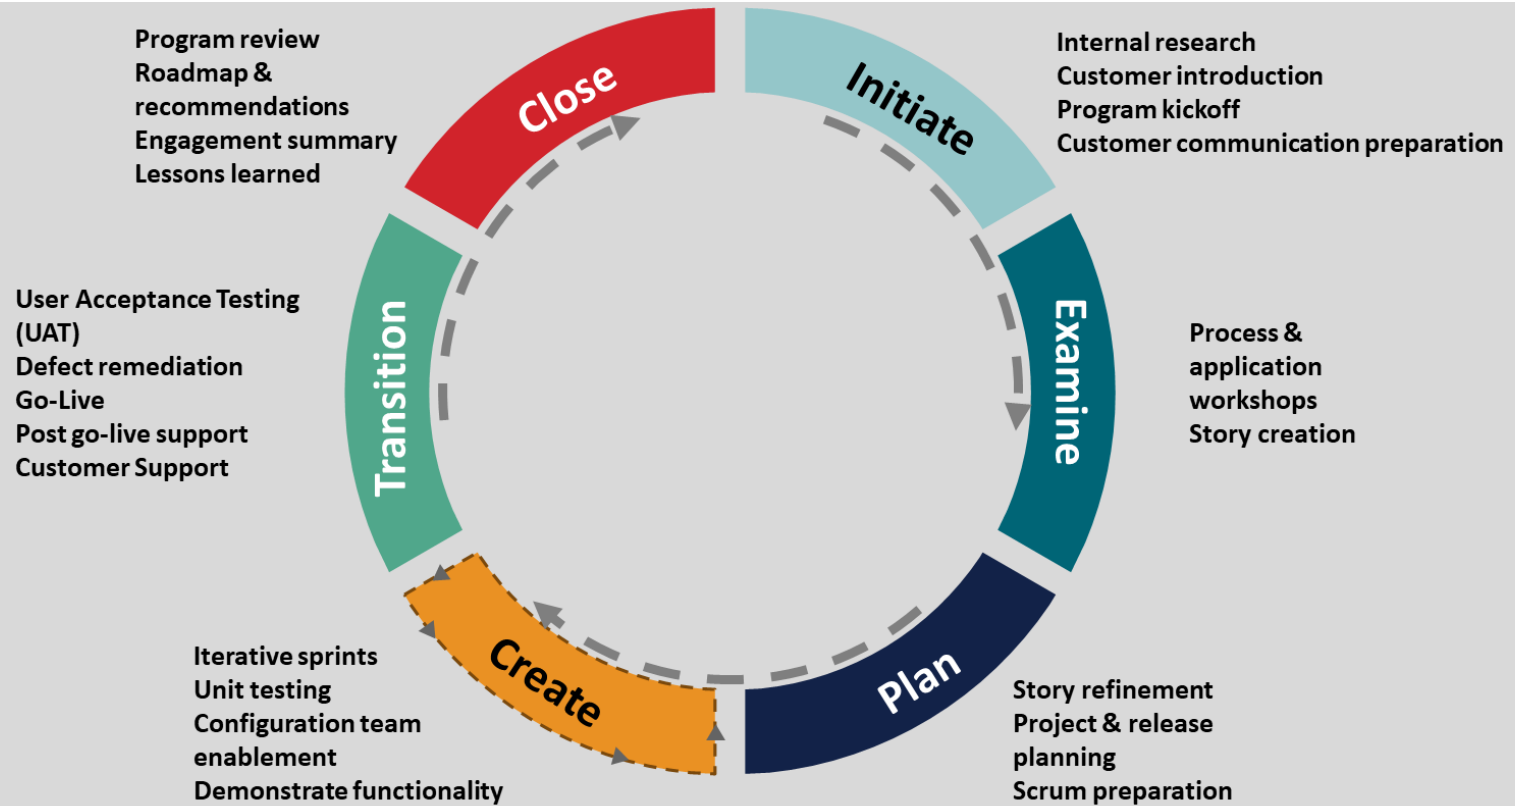 Initiate
Internal research
Customer introduction
Program kickoff
Customer communication preparation
Examine
Process &
application
workshops
Story creation
Plan
Story refinement
Project & release
planning
Scrum preparation
Create
Iterative sprints
Unit testing
Configuration team
enablement
Demonstrate functionality
Transition
User Acceptance Testing
(UAT)
Defect remediation
Go-Live
Post go-live support
Customer Support
Close
Program review
Roadmap &
recommendations
Engagement summary
Lessons learned